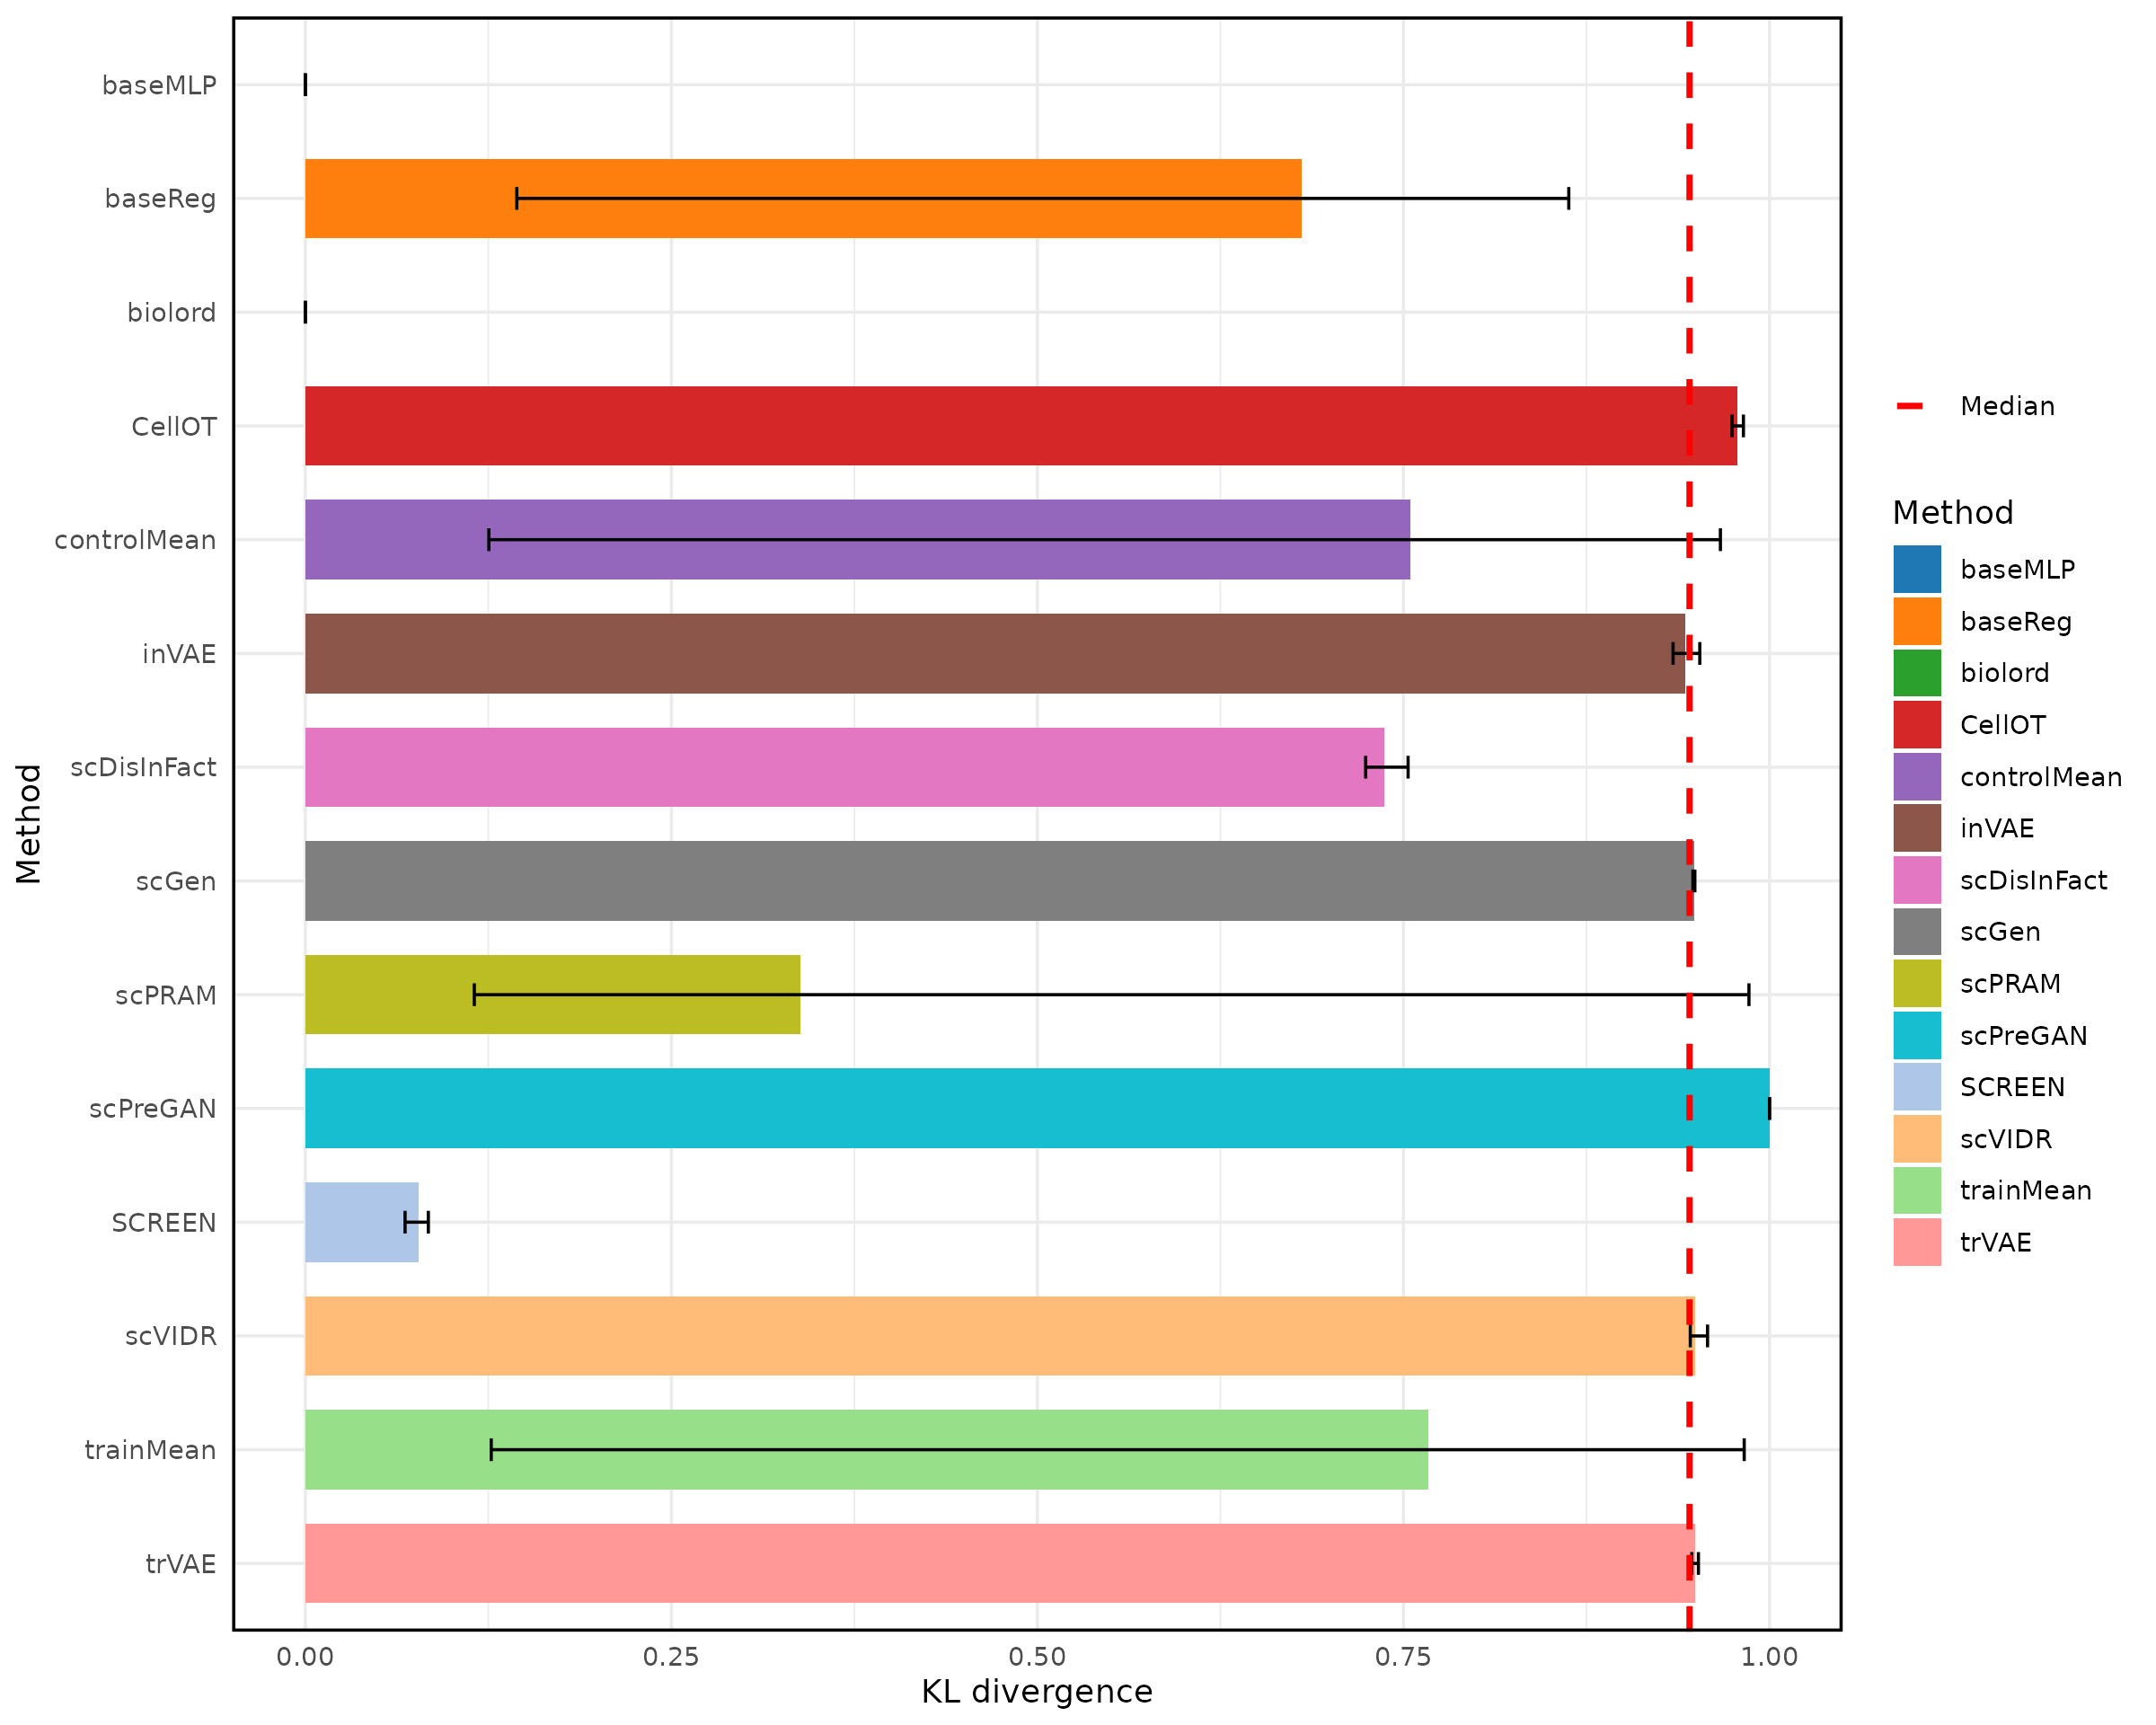 baseMLP
baseReg
biolord
CellOT
controlMean
inVAE
scDisInFact
scGen
scPRAM
scPreGAN
SCREEN
scVIDR
trainMean
trVAE
Method
0.00
0.25
0.50
0.75
1.00
KL divergence
Median
Method
baseMLP
baseReg
biolord
CellOT
controlMean
inVAE
scDisInFact
scGen
scPRAM
scPreGAN
SCREEN
scVIDR
trainMean
trVAE